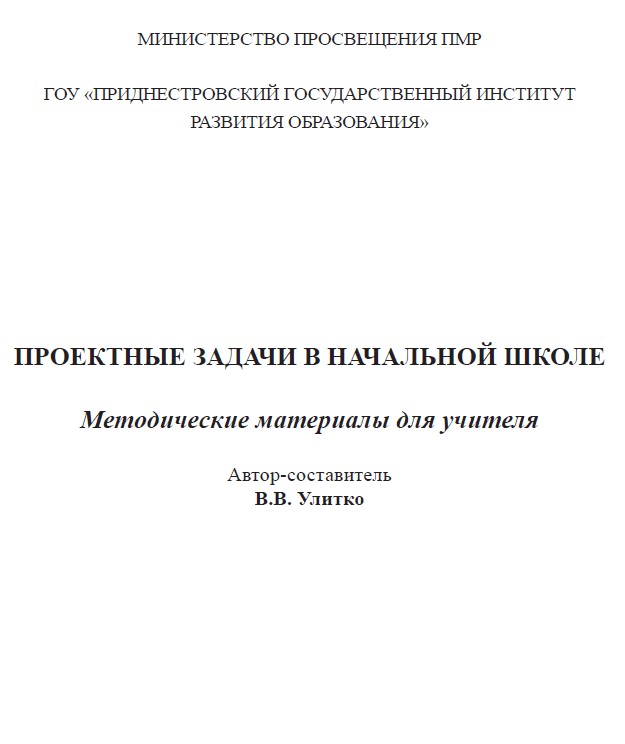 МИНИСТЕРСТВО ПРОСВЕЩЕНИЯ ПМР
ГОУ «ПРИДНЕСТРОВСКИЙ ГОСУДАРСТВЕННЫЙ ИНСТИТУТ
РАЗВИТИЯ ОБРАЗОВАНИЯ»
ПРОЕКТНЫЕ ЗАДАЧИ В НАЧАЛЬНОЙ ШКОЛЕ
Методические материалы для учителя
Автор-составитель
В.В. Улитко